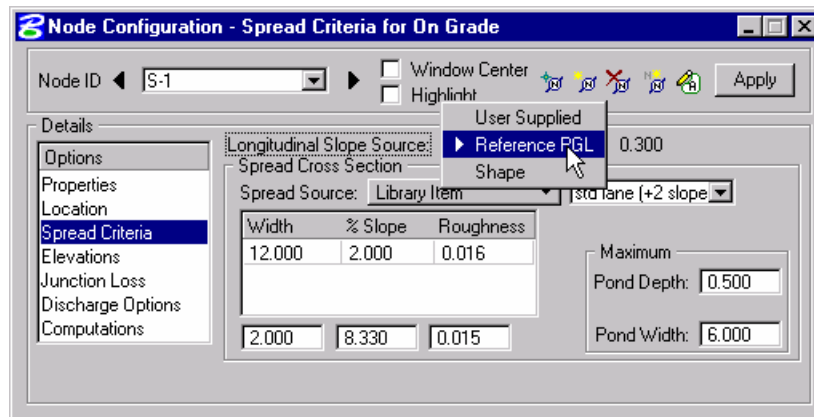 Node Configuration - Spread Criteria for On Grade
Node ID S-1 Window Center Apply
Highlight
Details
Options
Properties
Location
Spread Criteria
Elevations
Junction Loss
Discharge Options
Computations
Longitudinal Slope Source: 0.300
User Supplied
Reference PGL
Shape
Spread Cross Section
Spread Source: Library Item std lane (+2 slope
Width % Slope Roughness
12.000 2.000 0.016
2.000 8.330 0.015
Maximum
Pond Depth: 0.500
Pond Width: 6.000